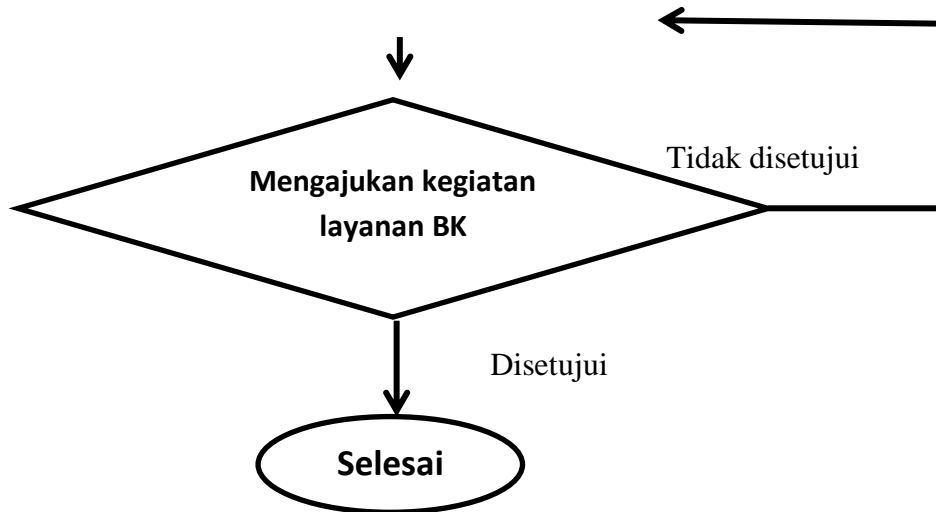 Tidak disetujui
Mengajukan kegiatan
layanan BK
Disetujui
Selesai